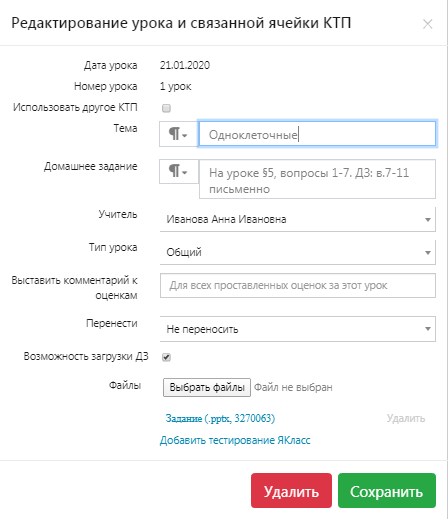 Редактирование урока и связанной ячейки КТП ×
Дата урока 21.01.2020
Номер урока 1 урок
Использовать другое КТП
Тема ¶ Одноклеточные
Домашнее задание ¶ На уроке §5, вопросы 1-7. ДЗ: в.7-11
письменно
Учитель Иванова Анна Ивановна
Тип урока Общий
Выставить комментарий к
оценкам Для всех проставленных оценок за этот урок
Перенести Не переносить
Возможность загрузки ДЗ
Файлы Выбрать файлы Файл не выбран
Задание (.pptx, 3270063) Удалить
Добавить тестирование ЯКласс
Удалить Сохранить